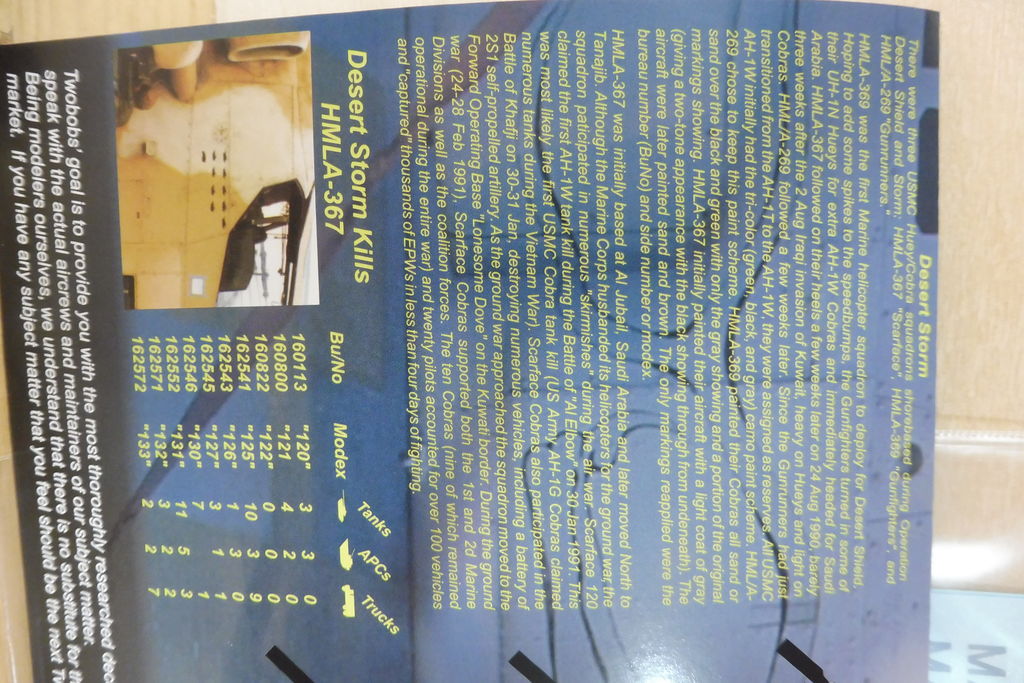 Desert Storm
There were three USMC Huey/Cobra squadrons shorebased during Operation
Desert Shield and Storm; HMLA-367 "Scarface", HMLA-369 "Gunfighters", and
HML/A-269 "Gunrunners."
HMLA-369 was the first Marine helicopter squadron to deploy for Desert Shield.
Hoping to add some spikes to the speedbumps, the Gunfighters turned in some of
their UH-1N Hueys for extra AH-1W Cobras and immediately headed for Saudi
Arabia. HMLA-367 followed on their heels a few weeks later on 24 Aug 1990, barely
three weeks after the 2 Aug Iraqi invasion of Kuwait, heavy on Hueys and light on
Cobras. HML/A-269 followed a few weeks later. Since the Gunrunners had just
transitioned from the AH-1T to the AH-1W, they were assigned as reserves. All USMC
AH-1W initially had the tri-color (green, black, and gray) camo paint scheme. HMLA-
269 chose to keep this paint scheme. HMLA-369 painted their Cobras all sand or
sand over the black and green with only the grey showing and a portion of the original
markings showing. HMLA-367 initially painted their aircraft with a light coat of gray
(giving a two-tone appearance with the black showing through from underneath). The
aircraft were later painted sand and brown. The only markings reapplied were the
bureau number (BuNo) and side number or modex.
HMLA-367 was initially based at Al Jubail, Saudi Arabia and later moved North to
Tanajib. Although the Marine Corps husbanded its helicopters for the ground war, the
squadron paticipated in numerous "skirmishes" during the air war. Scarface 120
claimed the first AH-1W tank kill during the Battle of "Al Elbow" on 30 Jan 1991. This
was most likely the first USMC Cobra tank kill (US Army AH-1G Cobras claimed
numerous tanks during the Vietnam War). Scarface Cobras also participated in the
Battle of Khafji on 30-31 Jan, destroying numerous vehicles, including a battery of
2S1 self-propelled artillery. As the ground war approached the squadron moved to the
Forward Operating Base "Lonesome Dove" on the Kuwait border. During the ground
war (24-28 Feb 1991), Scarface Cobras supported both the 1st and 2d Marine
Divisions as well as the coalition forces. The ten Cobras (nine of which remained
operational during the entire war) and twenty pilots accounted for over 100 vehicles
and "captured" thousands of EPWs in less than four days of fighting.
Desert Storm Kills
HMLA-367
Bu/No Modex Tanks APCs Trucks
160113 "120" 3 3 0
160800 "121 4 2 0
160822 "122" 0 0 0
162541 "125" 10 3 9
162543 "126" 1 3 0
162545 "127" 3 1 1
162546 "130" 7 1 1
162552 "131" 11 5 3
162571 "132" 3 2 2
162572 "133" 2 2 7
Twobobs' goal is to provide you with the most thoroughly researched dec
speak with the actual aircrews and maintainers of our subject matter.
Being modelers ourselves, we understand that there is no substitute for th
market. If you have any subject matter that you feel should be the next Tw
M
M